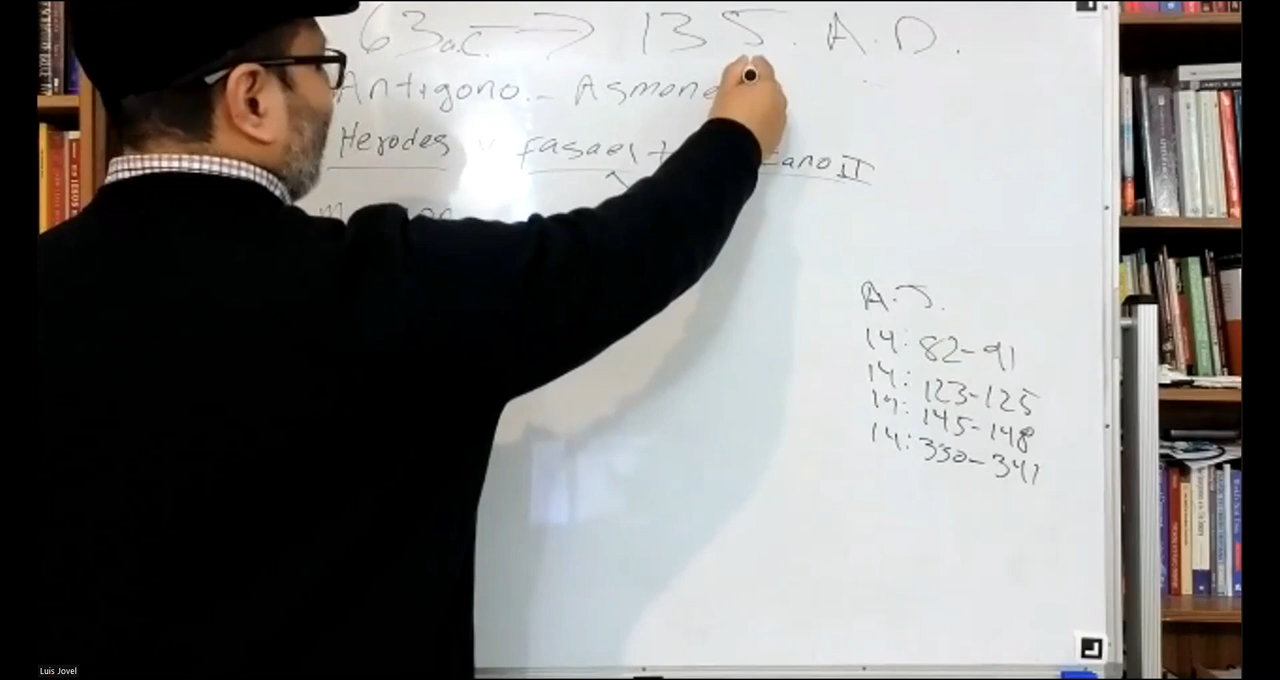 63 a.c. → 135. A.D.
Antigono.- Asmone
Herodes y fasael +
cano II
A.J.
14: 82-91
14: 123-125
14: 145-148
14: 330-341
Luis Jovel